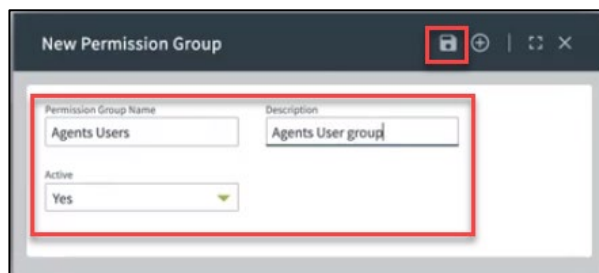 New Permission Group
Permission Group Name
Description
Agents Users
Agents User group
Active
Yes